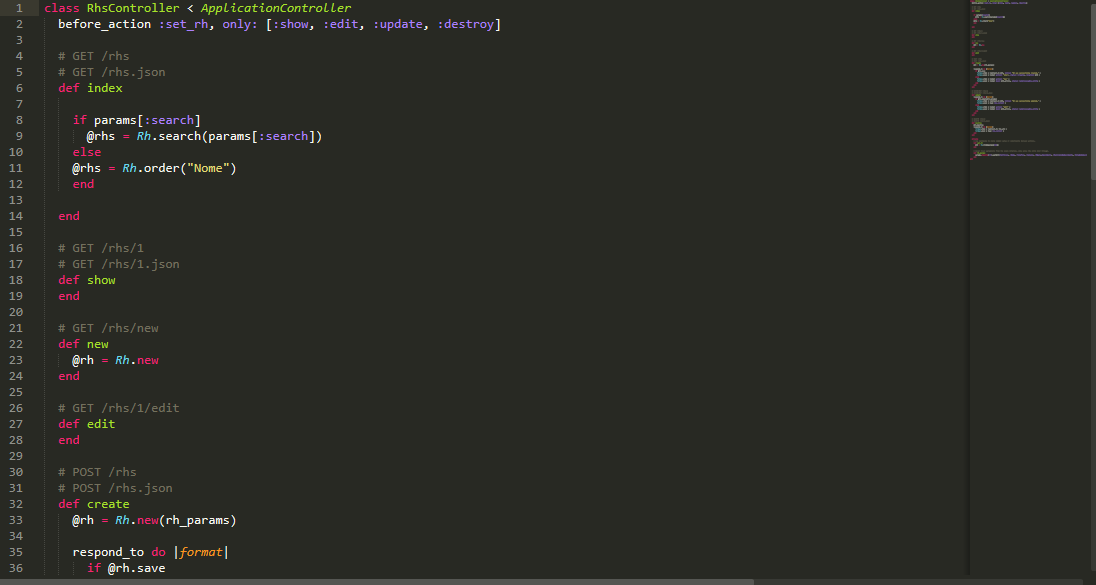 1 class RhsController < ApplicationController
2   before_action :set_rh, only: [:show, :edit, :update, :destroy]
3
4   # GET /rhs
5   # GET /rhs.json
6   def index
7
8     if params[:search]
9       @rhs = Rh.search(params[:search])
10     else
11     @rhs = Rh.order("Nome")
12     end
13
14   end
15
16   # GET /rhs/1
17   # GET /rhs/1.json
18   def show
19   end
20
21   # GET /rhs/new
22   def new
23     @rh = Rh.new
24   end
25
26   # GET /rhs/1/edit
27   def edit
28   end
29
30   # POST /rhs
31   # POST /rhs.json
32   def create
33     @rh = Rh.new(rh_params)
34
35     respond_to do |format|
36       if @rh.save